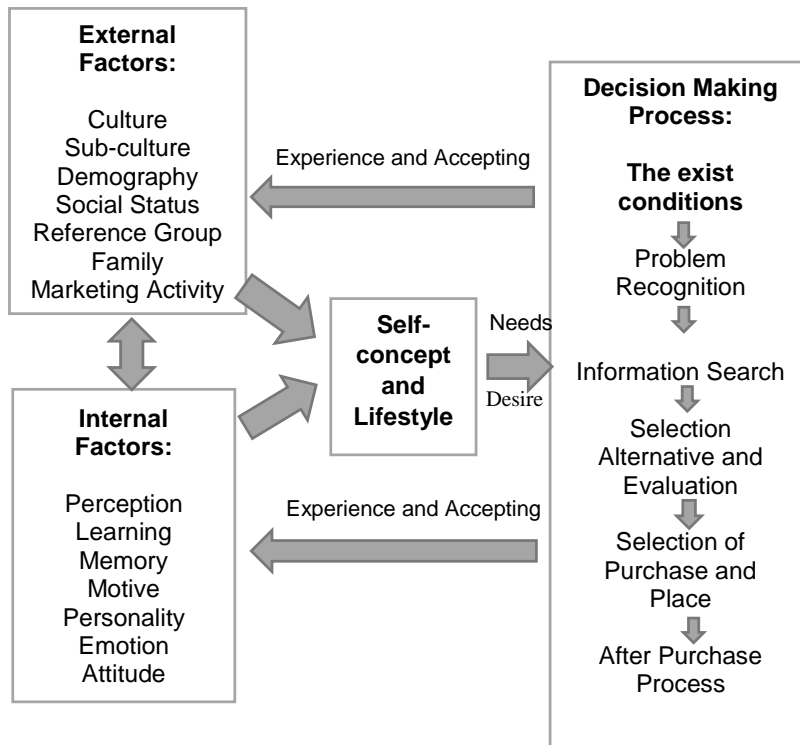 External
Factors:
Culture
Sub-culture
Demography
Social Status
Reference Group
Family
Marketing Activity
Internal
Factors:
Perception
Learning
Memory
Motive
Personality
Emotion
Attitude
Experience and Accepting
Self-
concept
and
Lifestyle
Needs
Desire
Experience and Accepting
Decision Making
Process:
The exist
conditions
Problem
Recognition
Information Search
Selection
Alternative and
Evaluation
Selection of
Purchase and
Place
After Purchase
Process